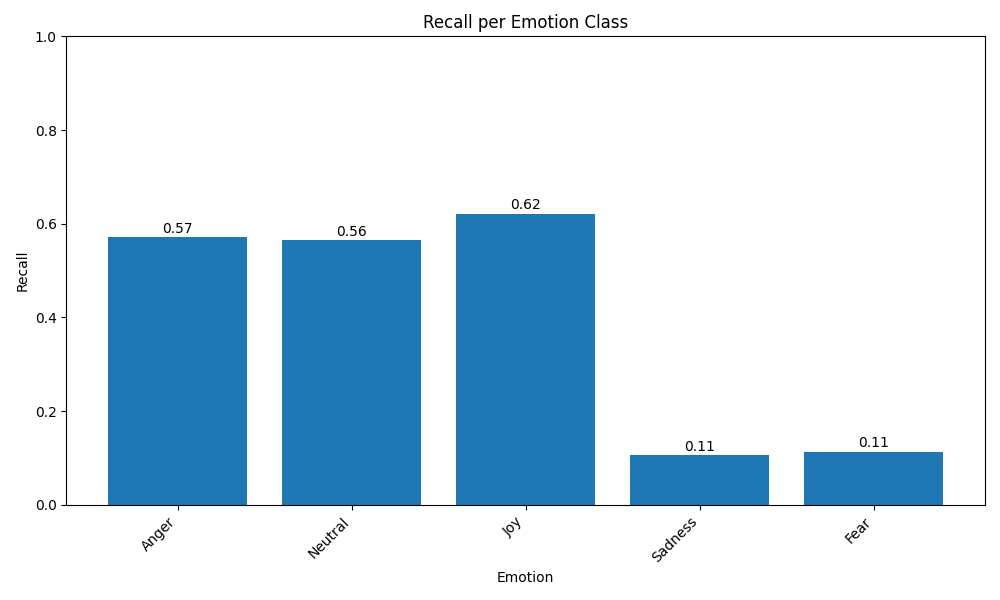 Recall per Emotion Class
1.0
0.8
0.6
0.4
0.2
0.0
Recall
0.57
0.56
0.62
0.11
0.11
Anger
Neutral
Joy
Sadness
Fear
Emotion